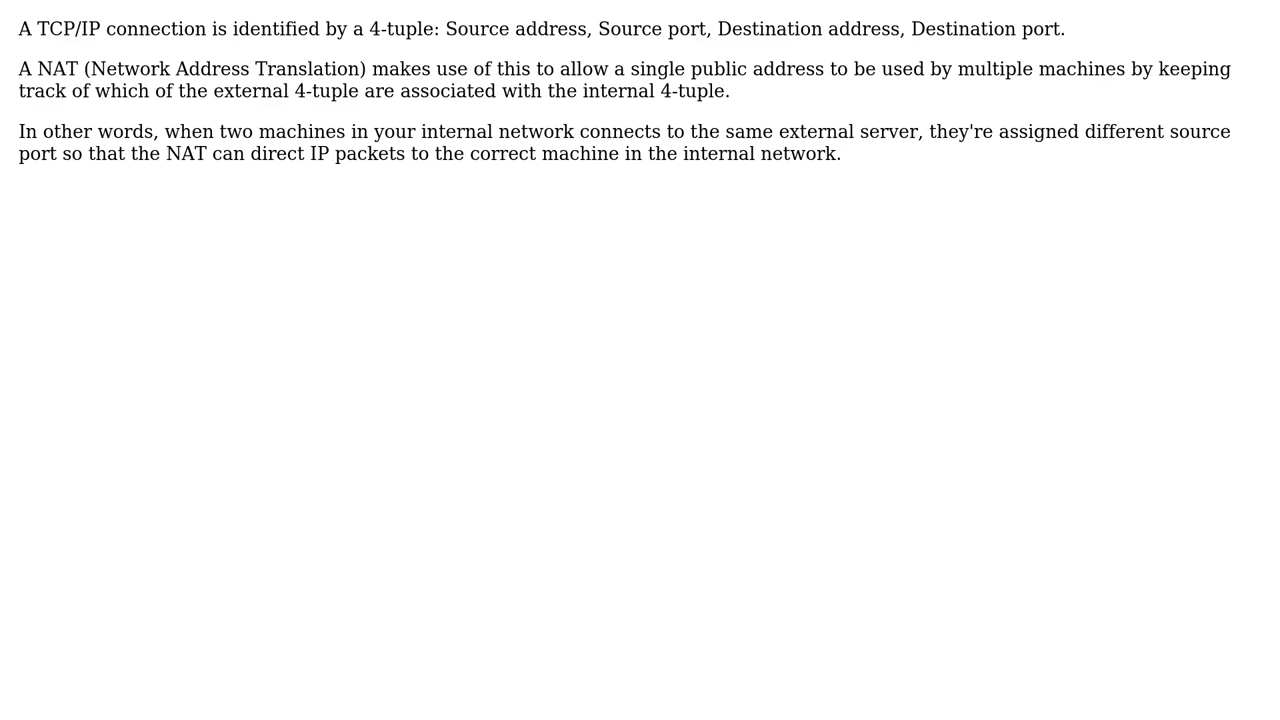 A TCP/IP connection is identified by a 4-tuple: Source address, Source port, Destination address, Destination port.
A NAT (Network Address Translation) makes use of this to allow a single public address to be used by multiple machines by keeping
track of which of the external 4-tuple are associated with the internal 4-tuple.
In other words, when two machines in your internal network connects to the same external server, they're assigned different source
port so that the NAT can direct IP packets to the correct machine in the internal network.